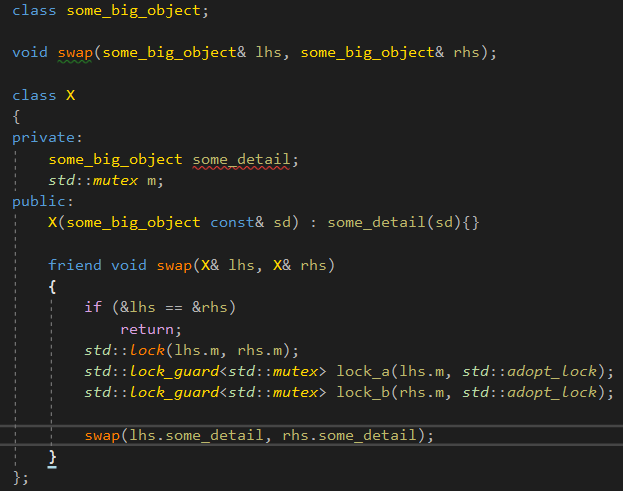 class some_big_object;
void swap(some_big_object& lhs, some_big_object& rhs);
class X
{
private:
some_big_object some_detail;
std::mutex m;
public:
X(some_big_object const& sd) : some_detail(sd){}
friend void swap(X& lhs, X& rhs)
{
if (&lhs == &rhs)
return;
std::lock(lhs.m, rhs.m);
std::lock_guard<std::mutex> lock_a(lhs.m, std::adopt_lock);
std::lock_guard<std::mutex> lock_b(rhs.m, std::adopt_lock);
swap(lhs.some_detail, rhs.some_detail);
}
};